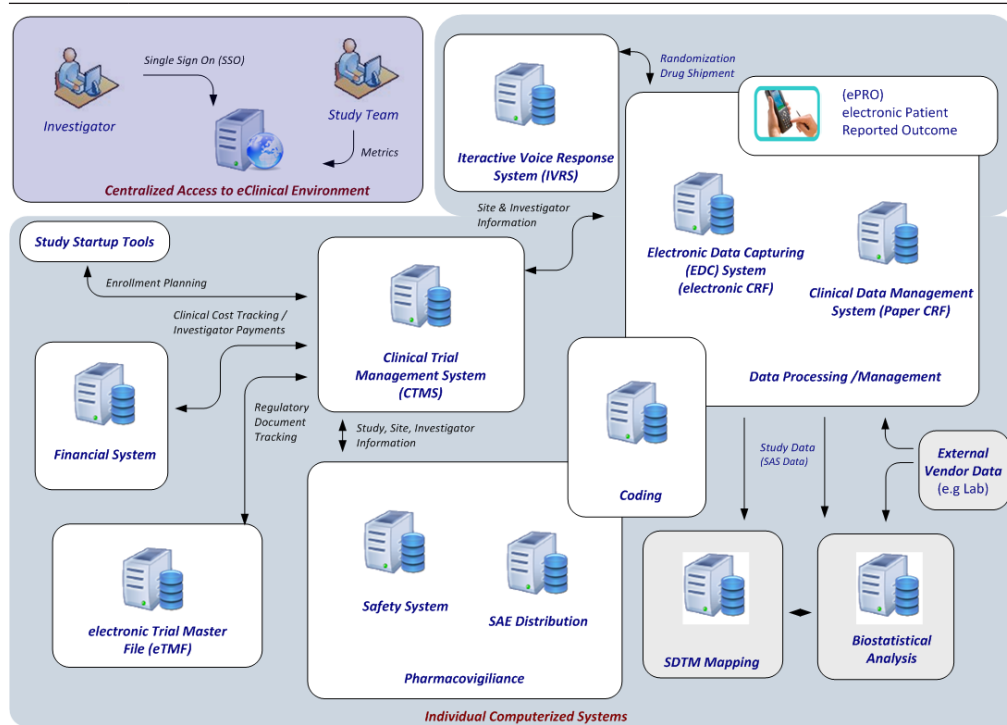 Single Sign On (SSO)
Investigator
Study Team
Metrics
Centralized Access to eClinical Environment
Iteractive Voice Response
System (IVRS)
Randomization
Drug Shipment
(ePRO)
electronic Patient
Reported Outcome
Site & Investigator
Information
Electronic Data Capturing
(EDC) System
(electronic CRF)
Clinical Data Management
System (Paper CRF)
Data Processing /Management
Study Startup Tools
Enrollment Planning
Clinical Cost Tracking /
Investigator Payments
Clinical Trial
Management System
(CTMS)
Financial System
Regulatory
Document
Tracking
Study, Site, Investigator
Information
Coding
Study Data
(SAS Data)
External
Vendor Data
(e.g Lab)
electronic Trial Master
File (eTMF)
Safety System
SAE Distribution
Pharmacovigiliance
SDTM Mapping
Biostatistical
Analysis
Individual Computerized Systems